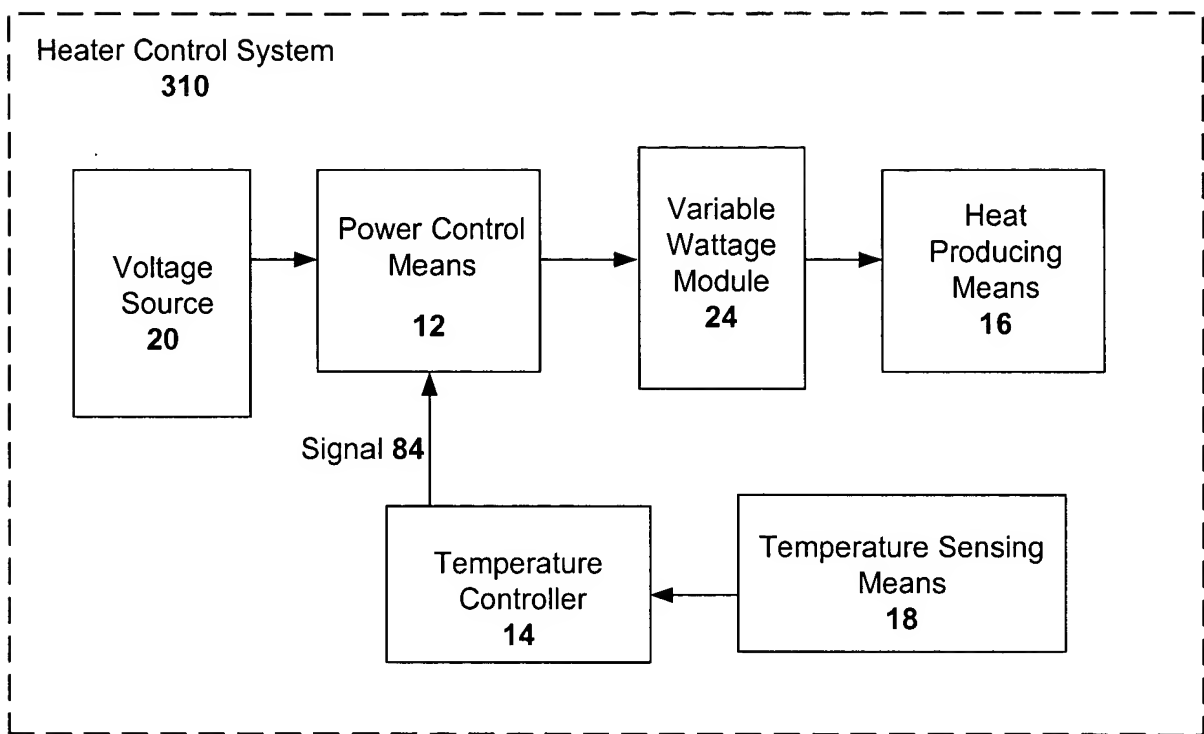 Heater Control System
310
Voltage
Source
20
Power Control
Means
12
Variable
Wattage
Module
24
Heat
Producing
Means
16
Signal 84
Temperature
Controller
14
Temperature Sensing
Means
18